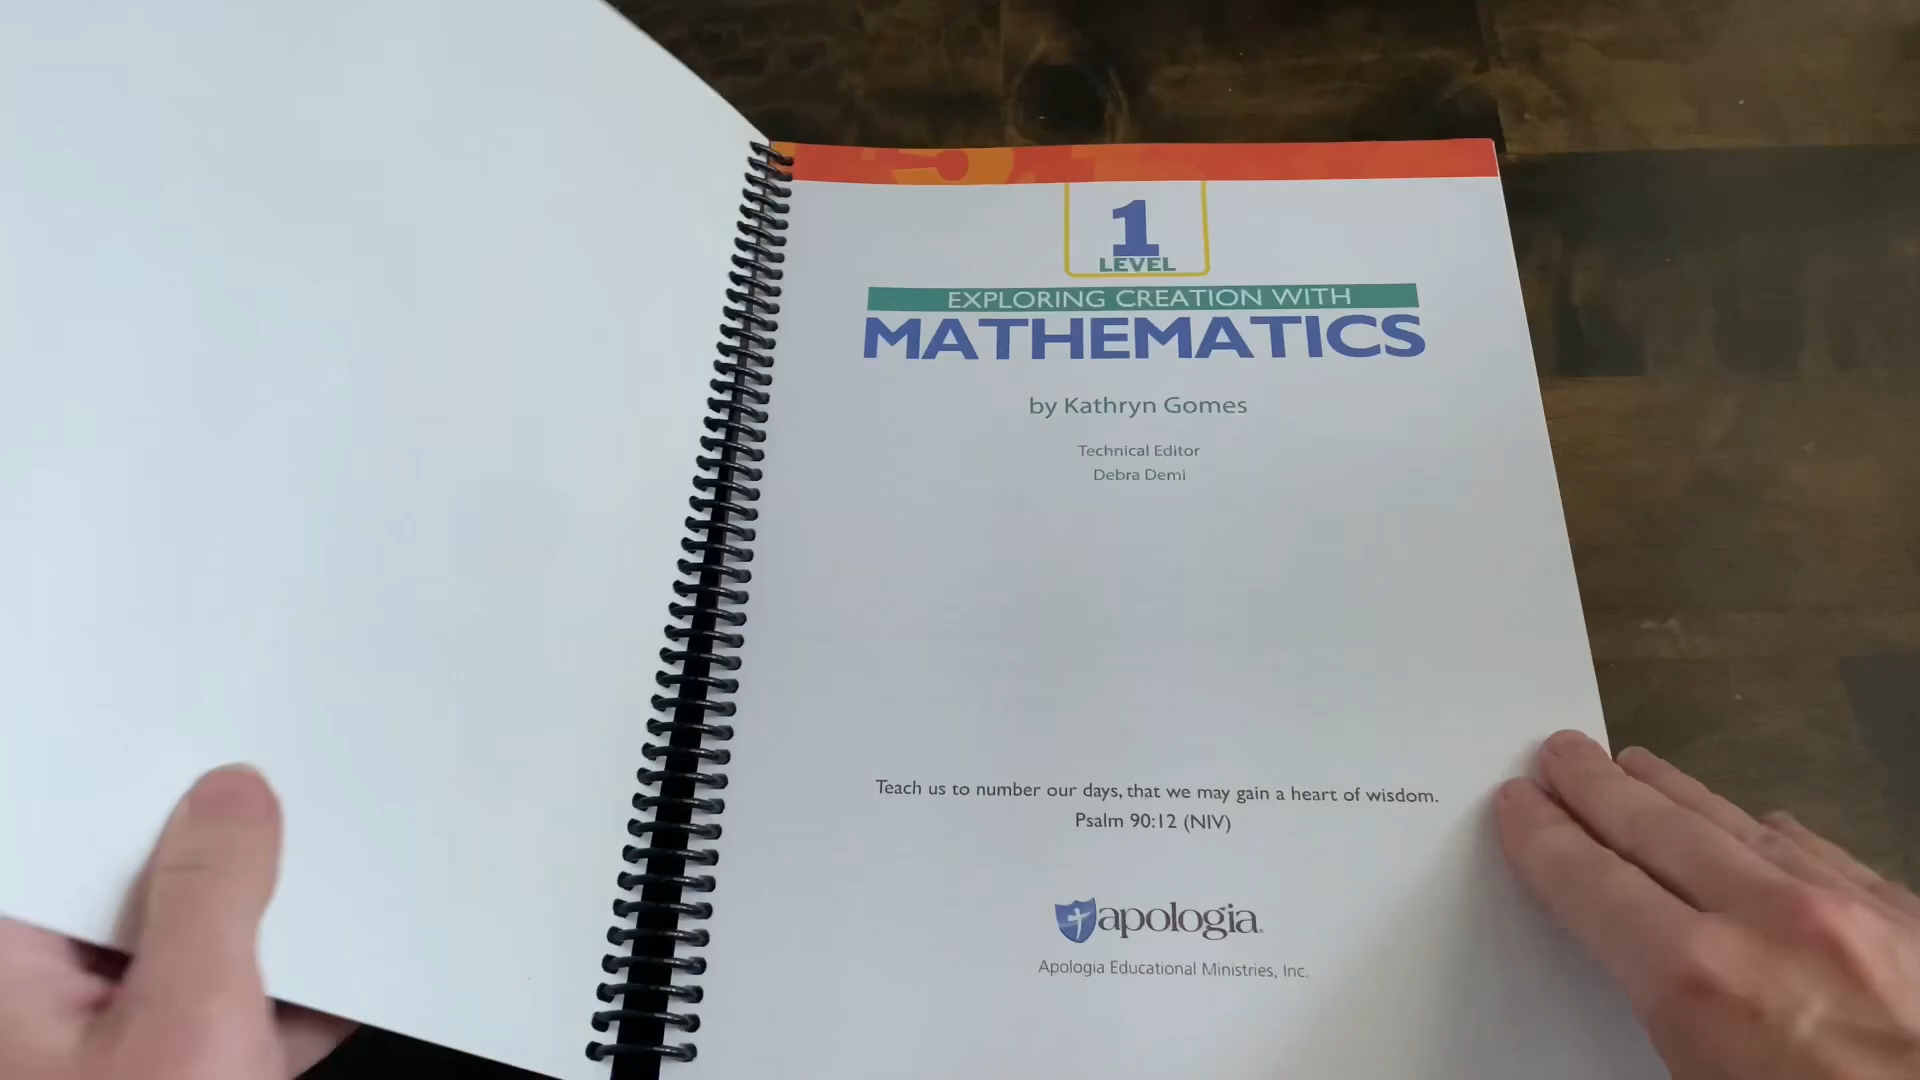 1
LEVEL
EXPLORING CREATION WITH
MATHEMATICS
by Kathryn Gomes
Technical Editor
Debra Demi
Teach us to number our days, that we may gain a heart of wisdom.
Psalm 90:12 (NIV)
apologia
Apologia Educational Ministries, Inc.